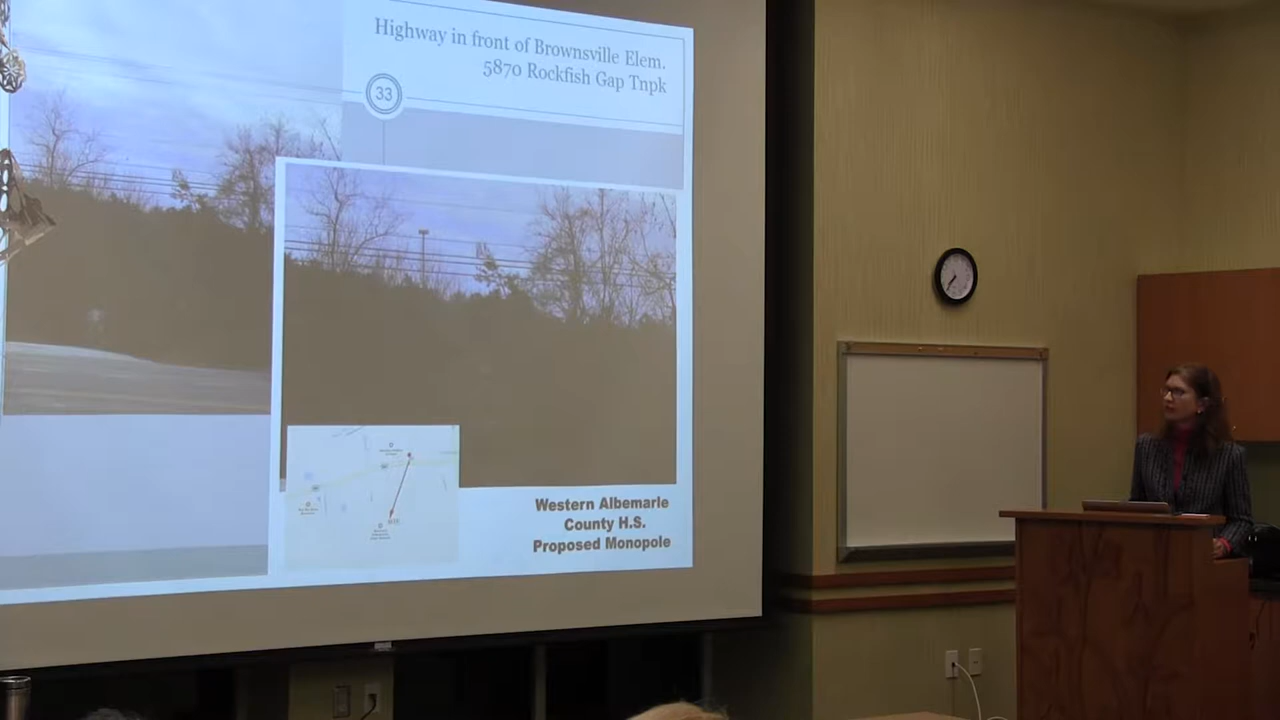 Highway in front of Brownsville Elem.
5870 Rockfish Gap Tnpk
33
Western Albemarle
County H.S.
Proposed Monopole